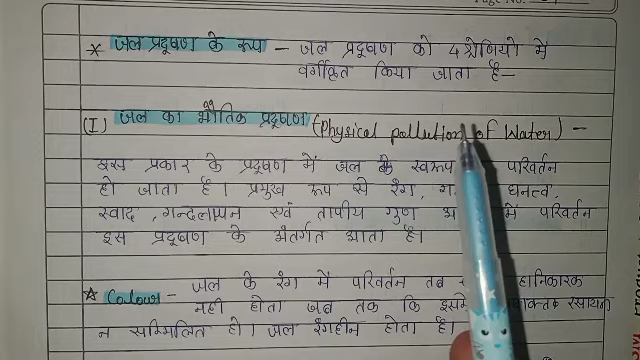 * जल प्रदूषण के रूप – जल प्रदूषण को 4 श्रेणियो में
वर्गीकृत किया जाता है–
(I) जल का भौतिक प्रदूषण (Physical pollution of Water) –
इस प्रकार के प्रदूषण में जल के स्वरूप परिवर्तन
हो जाता है। प्रमुख रूप से रंग, घनत्व,
स्वाद, गन्दलापन एवं तापीय गुण में परिवर्तन
इस प्रदूषण के अंतर्गत आता है।
* Colour – जल के रंग में परिवर्तन तब हानिकारक
नही होता जब तक कि इसमे
न सम्मिलित हो। जल रंगहीन होता है।